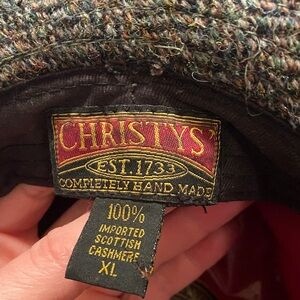 CHRISTYS'
EST.1733
COMPLETELY HAND MADE
100%
IMPORTED
SCOTTISH
CASHMERE
XL